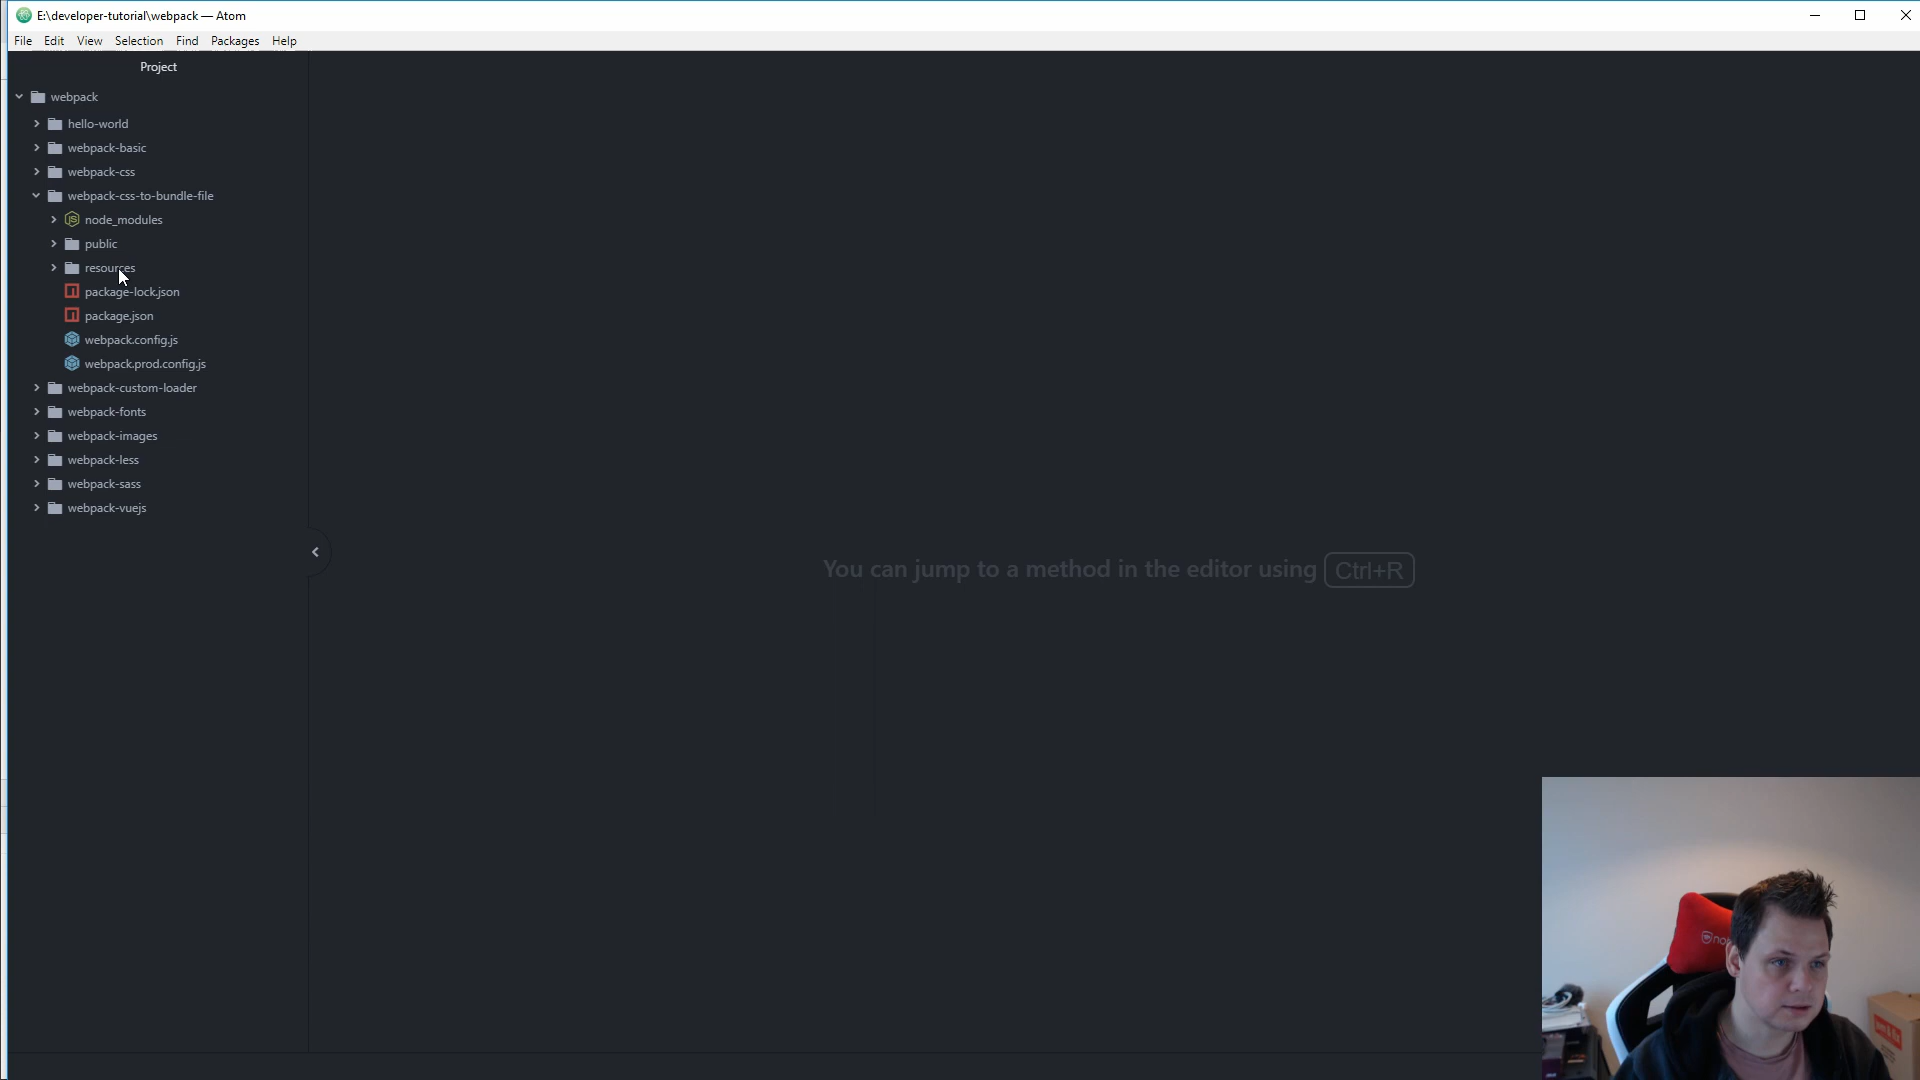 E:\developer-tutorial\webpack — Atom
File Edit View Selection Find Packages Help
Project
webpack
hello-world
webpack-basic
webpack-css
webpack-css-to-bundle-file
node_modules
public
resources
package-lock.json
package.json
webpack.config.js
webpack.prod.config.js
webpack-custom-loader
webpack-fonts
webpack-images
webpack-less
webpack-sass
webpack-vuejs
You can jump to a method in the editor using Ctrl+R